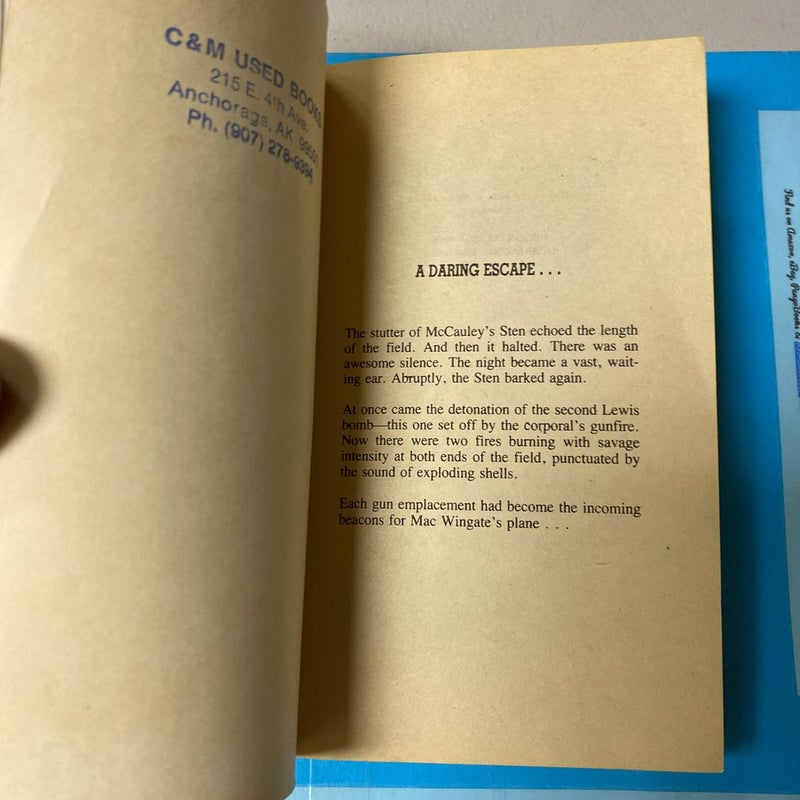 C&M USED BOOKS
215 E. 4th Ave.
Anchorage, AK 99501
Ph. (907) 278-9394
A DARING ESCAPE . . .
The stutter of McCauley's Sten echoed the length
of the field. And then it halted. There was an
awesome silence. The night became a vast, wait-
ing ear. Abruptly, the Sten barked again.
At once came the detonation of the second Lewis
bomb—this one set off by the corporal's gunfire.
Now there were two fires burning with savage
intensity at both ends of the field, punctuated by
the sound of exploding shells.
Each gun emplacement had become the incoming
beacons for Mac Wingate's plane . . .
Find us on Amazon, eBay, PangoBooks &